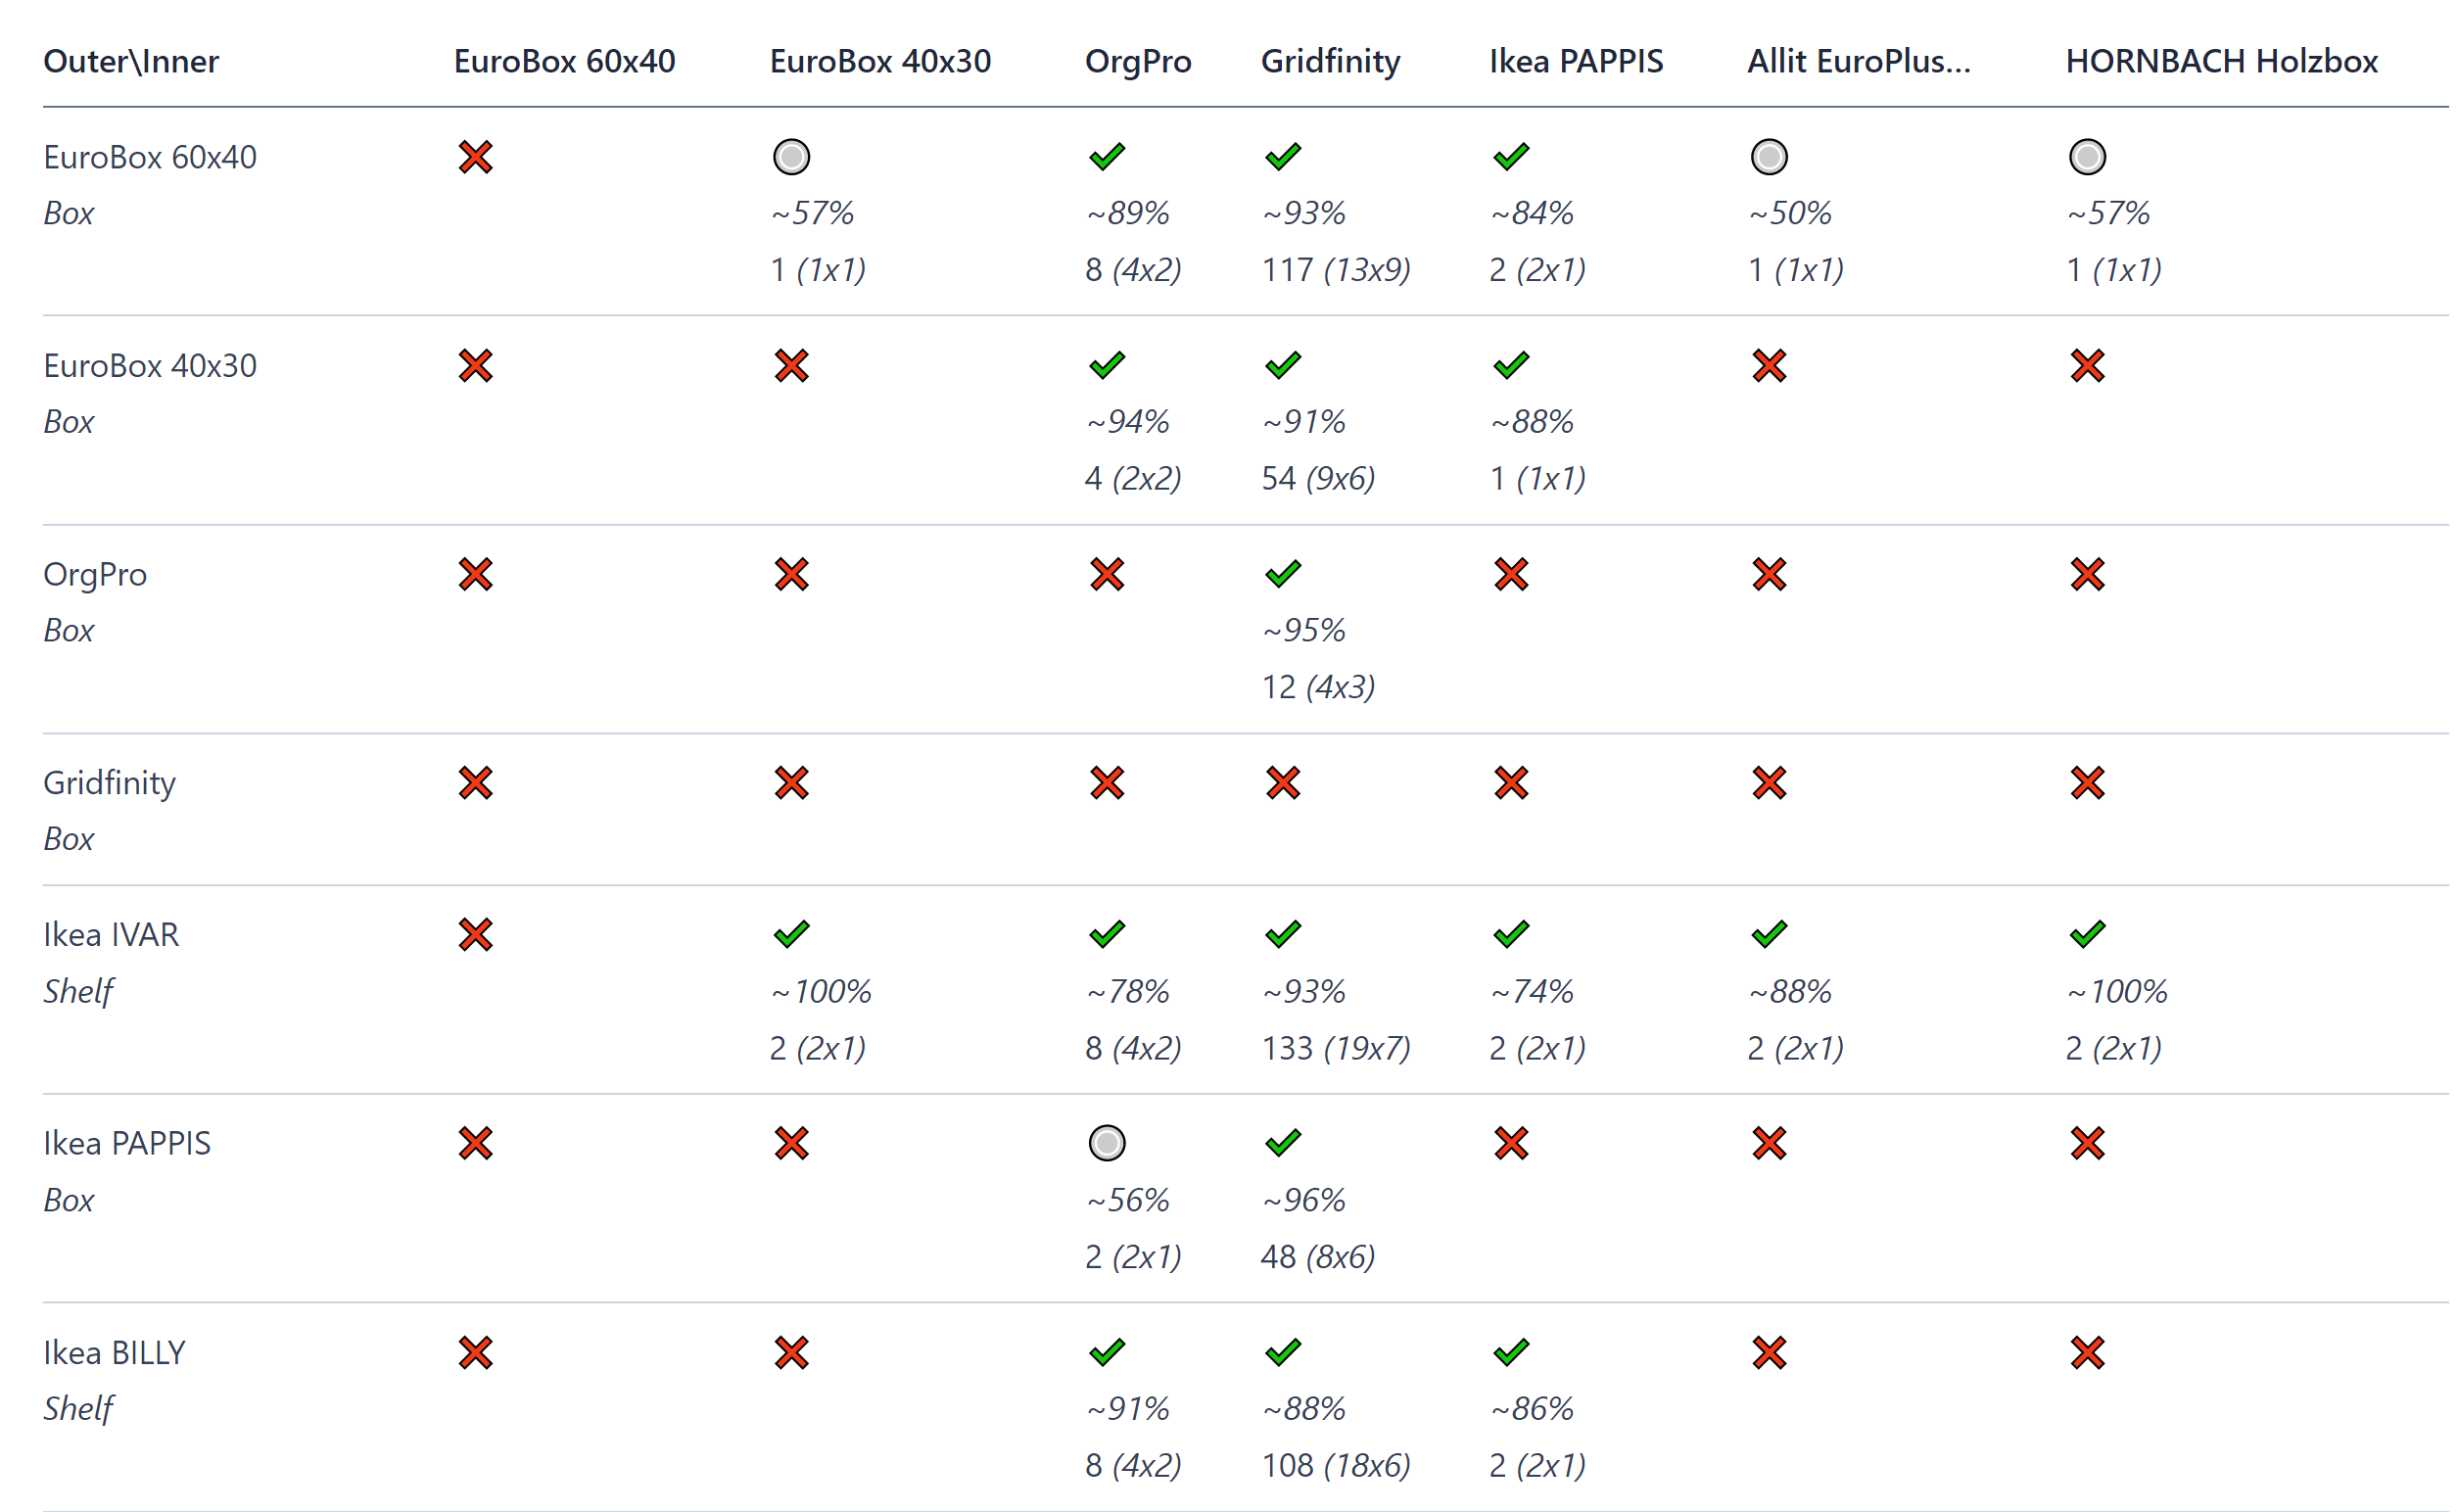 Outer\Inner EuroBox 60x40 EuroBox 40x30 OrgPro Gridfinity Ikea PAPPIS Allit EuroPlus... HORNBACH Holzbox
EuroBox 60x40
Box ~57% ~89% ~93% ~84% ~50% ~57%
1 (1x1) 8 (4x2) 117 (13x9) 2 (2x1) 1 (1x1) 1 (1x1)
EuroBox 40x30
Box ~94% ~91% ~88%
4 (2x2) 54 (9x6) 1 (1x1)
OrgPro
Box ~95%
12 (4x3)
Gridfinity
Box
Ikea IVAR
Shelf ~100% ~78% ~93% ~74% ~88% ~100%
2 (2x1) 8 (4x2) 133 (19x7) 2 (2x1) 2 (2x1) 2 (2x1)
Ikea PAPPIS
Box ~56% ~96%
2 (2x1) 48 (8x6)
Ikea BILLY
Shelf ~91% ~88% ~86%
8 (4x2) 108 (18x6) 2 (2x1)